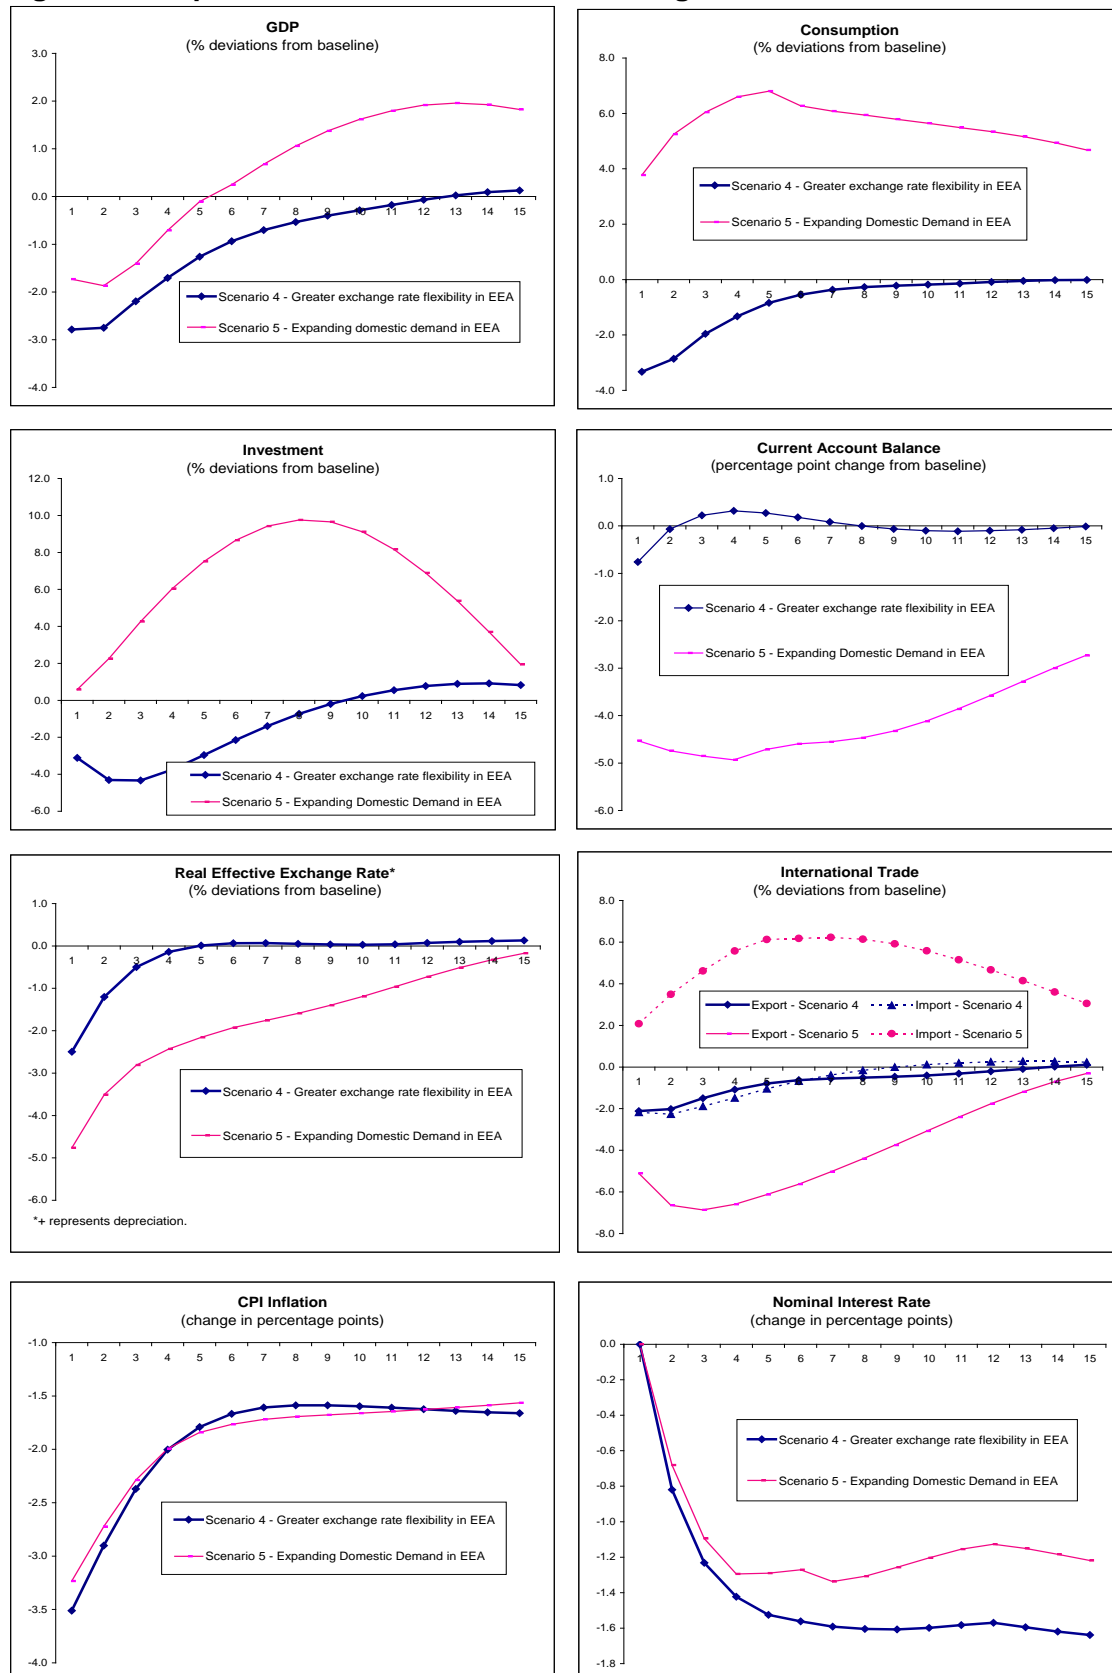 GDP
(% deviations from baseline)
3.0
2.0
1.0
0.0
-1.0
-2.0
-3.0
-4.0
1 2 3 4 5 6 7 8 9 10 11 12 13 14 15
Scenario 4 - Greater exchange rate flexibility in EEA
Scenario 5 - Expanding domestic demand in EEA
Consumption
(% deviations from baseline)
8.0
6.0
4.0
2.0
0.0
-2.0
-4.0
1 2 3 4 5 6 7 8 9 10 11 12 13 14 15
Scenario 4 - Greater exchange rate flexibility in EEA
Scenario 5 - Expanding Domestic Demand in EEA
Investment
(% deviations from baseline)
12.0
10.0
8.0
6.0
4.0
2.0
0.0
-2.0
-4.0
-6.0
1 2 3 4 5 6 7 8 9 10 11 12 13 14 15
Scenario 4 - Greater exchange rate flexibility in EEA
Scenario 5 - Expanding Domestic Demand in EEA
Current Account Balance
(percentage point change from baseline)
1.0
0.0
-1.0
-2.0
-3.0
-4.0
-5.0
-6.0
1 2 3 4 5 6 7 8 9 10 11 12 13 14 15
Scenario 4 - Greater exchange rate flexibility in EEA
Scenario 5 - Expanding Domestic Demand in EEA
Real Effective Exchange Rate*
(% deviations from baseline)
1.0
0.0
-1.0
-2.0
-3.0
-4.0
-5.0
-6.0
1 2 3 4 5 6 7 8 9 10 11 12 13 14 15
Scenario 4 - Greater exchange rate flexibility in EEA
Scenario 5 - Expanding Domestic Demand in EEA
*+ represents depreciation.
International Trade
(% deviations from baseline)
8.0
6.0
4.0
2.0
0.0
-2.0
-4.0
-6.0
-8.0
1 2 3 4 5 6 7 8 9 10 11 12 13 14 15
Export - Scenario 4 Import - Scenario 4
Export - Scenario 5 Import - Scenario 5
CPI Inflation
(change in percentage points)
-1.0
-1.5
-2.0
-2.5
-3.0
-3.5
-4.0
1 2 3 4 5 6 7 8 9 10 11 12 13 14 15
Scenario 4 - Greater exchange rate flexibility in EEA
Scenario 5 - Expanding Domestic Demand in EEA
Nominal Interest Rate
(change in percentage points)
0.0
-0.2
-0.4
-0.6
-0.8
-1.0
-1.2
-1.4
-1.6
-1.8
1 2 3 4 5 6 7 8 9 10 11 12 13 14 15
Scenario 4 - Greater exchange rate flexibility in EEA
Scenario 5 - Expanding Domestic Demand in EEA